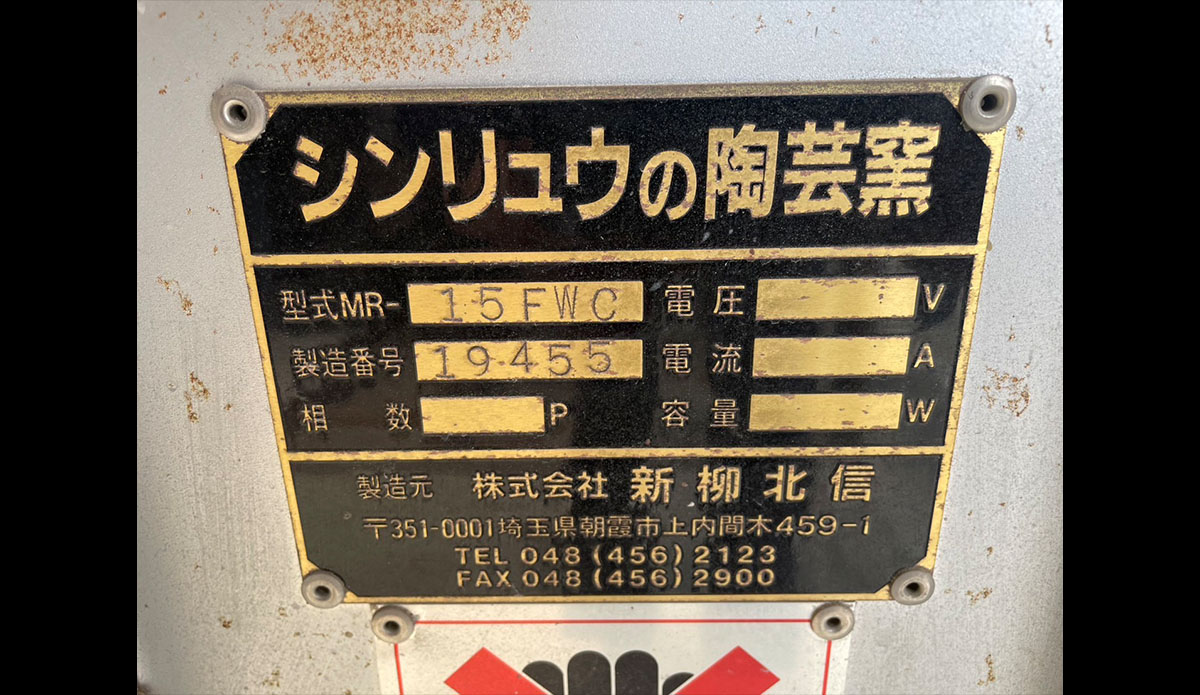 シンリュウの陶芸窯
型式MR- 15FWC 電圧 V
製造番号 19455 電流 A
相数 P 容量 W
製造元 株式会社 新柳北信
〒351-0001埼玉県朝霞市上内間木459-1
TEL 048 (456) 2123
FAX 048 (456) 2900